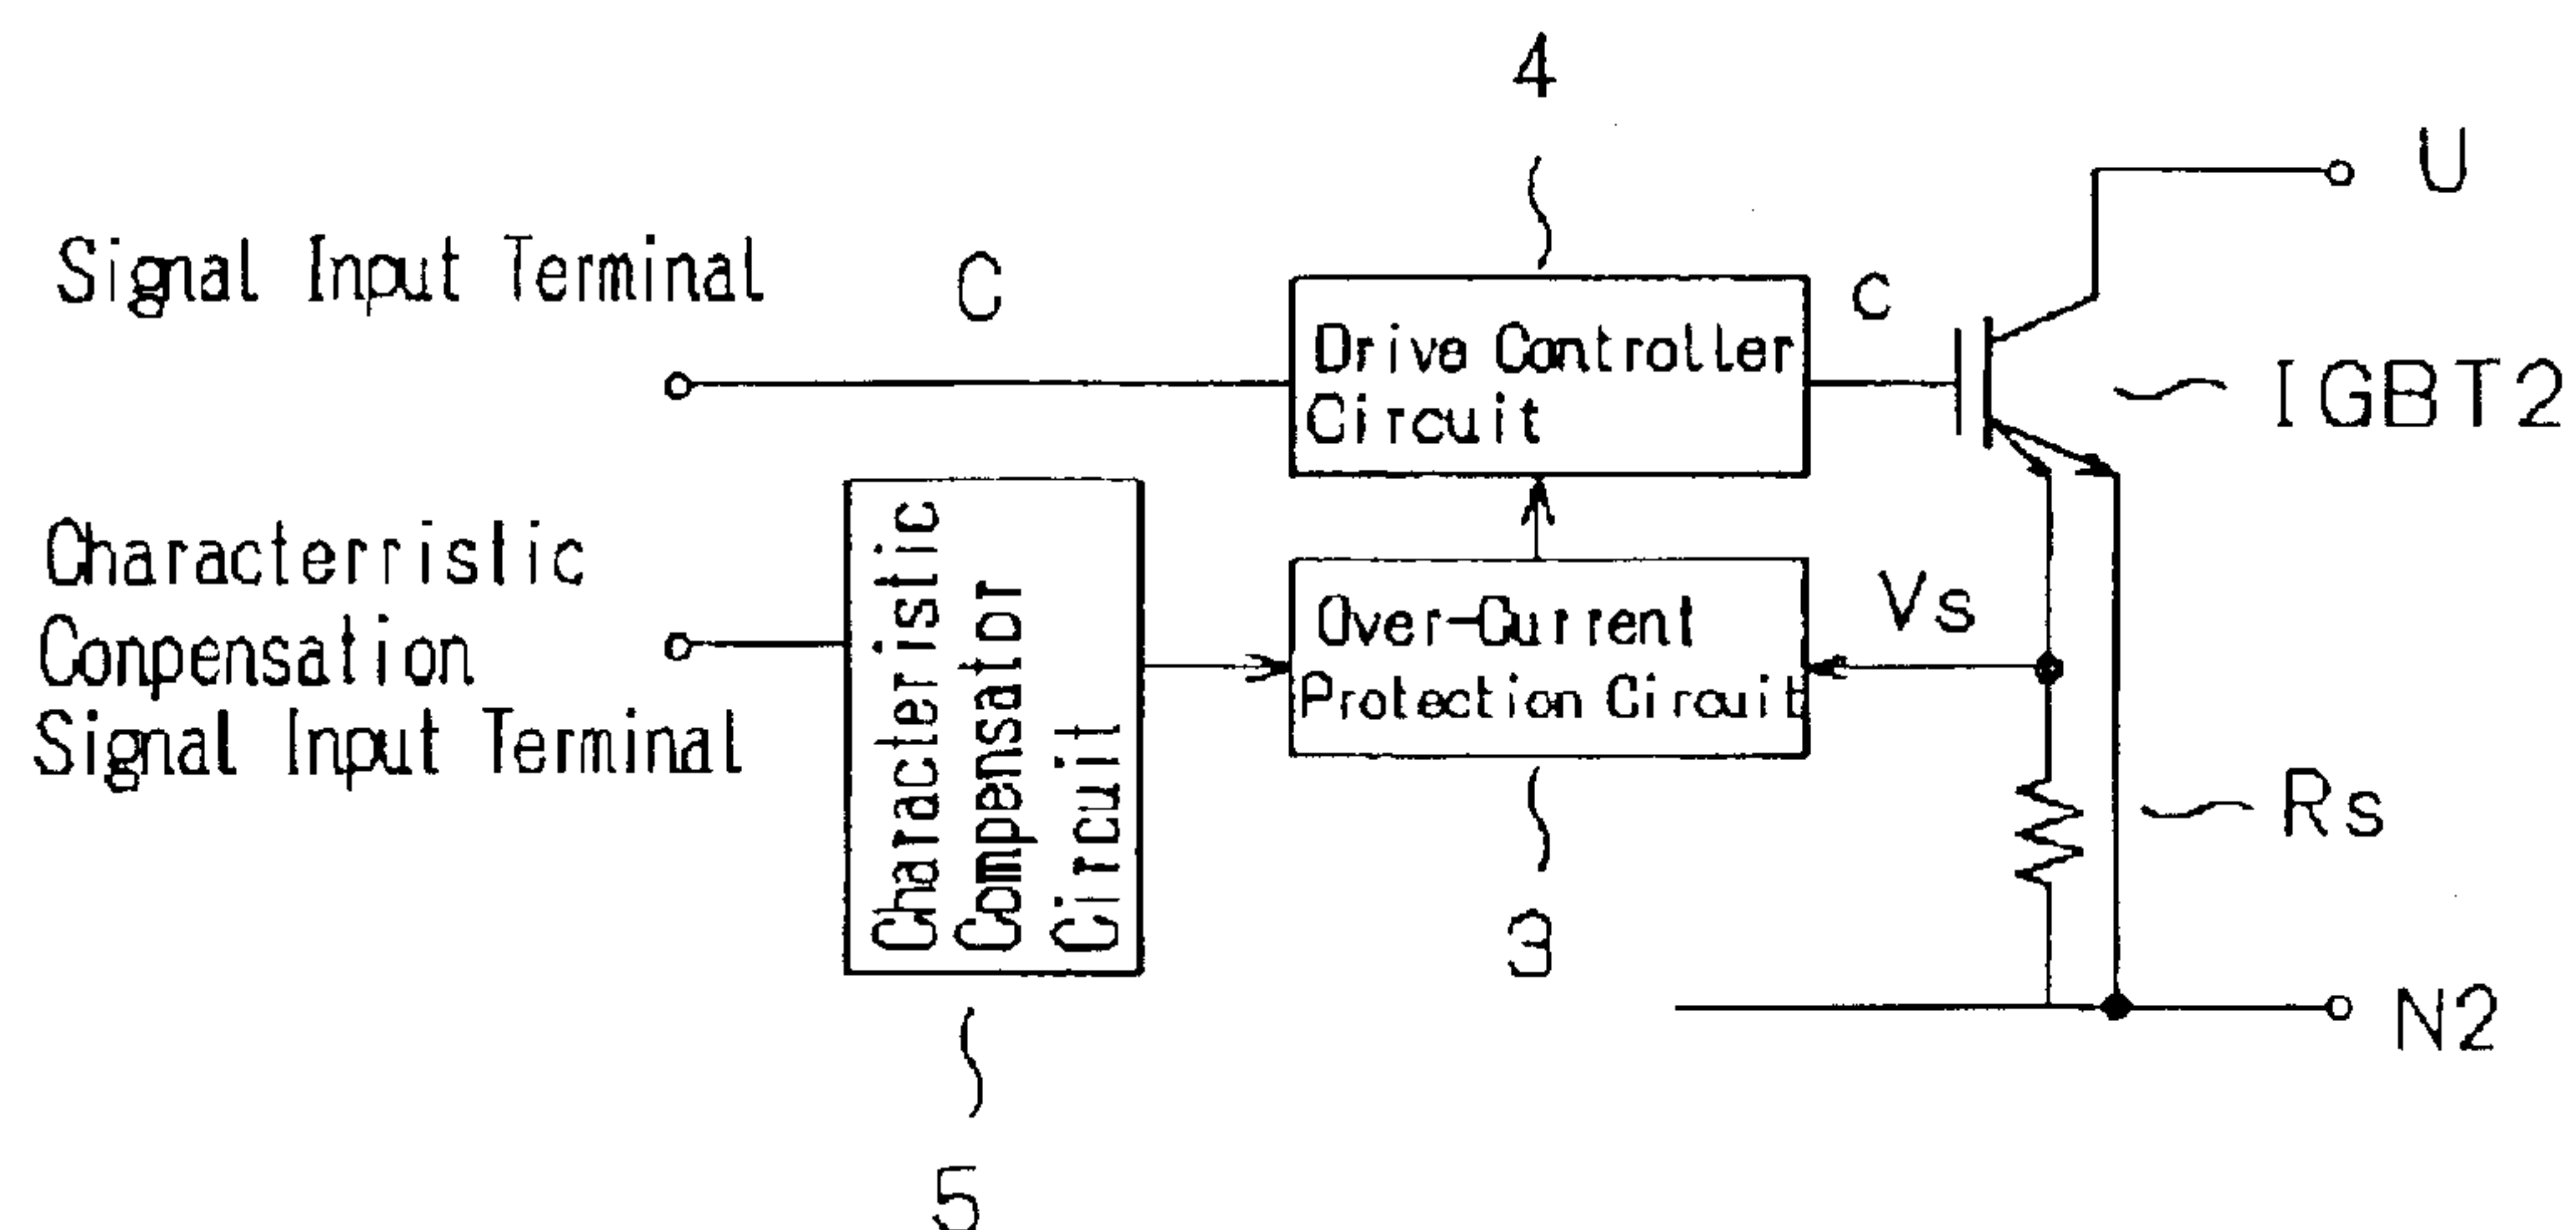 4
U
Signal Input Terminal
C
Drive Controller
Circuit
c
IGBT2
Characterristic
Conpensation
Signal Input Terminal
Characteristic
Compensator
Circuit
Over-Current
Protection Circuit
Vs
Rs
3
N2
5